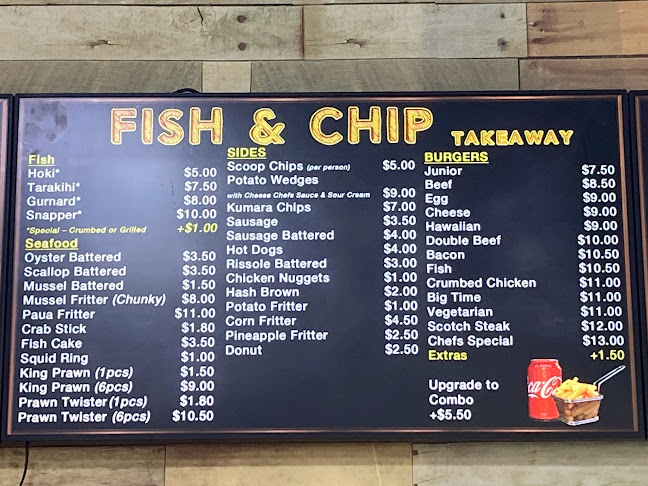 FISH & CHIP TAKEAWAY
Fish
Hoki* $5.00
Tarakihi* $7.50
Gurnard* $8.00
Snapper* $10.00
*Special – Crumbed or Grilled +$1.00
Seafood
Oyster Battered $3.50
Scallop Battered $3.50
Mussel Battered $1.50
Mussel Fritter (Chunky) $8.00
Paua Fritter $11.00
Crab Stick $1.80
Fish Cake $3.50
Squid Ring $1.00
King Prawn (1pcs) $1.50
King Prawn (6pcs) $9.00
Prawn Twister (1pcs) $1.80
Prawn Twister (6pcs) $10.50
SIDES
Scoop Chips (per person) $5.00
Potato Wedges
with Cheese Chefs Sauce & Sour Cream $9.00
Kumara Chips $7.00
Sausage $3.50
Sausage Battered $4.00
Hot Dogs $4.00
Rissole Battered $3.00
Chicken Nuggets $1.00
Hash Brown $2.00
Potato Fritter $1.00
Corn Fritter $4.50
Pineapple Fritter $2.50
Donut $2.50
BURGERS
Junior $7.50
Beef $8.50
Egg $9.00
Cheese $9.00
Hawaiian $9.00
Double Beef $10.00
Bacon $10.50
Fish $10.50
Crumbed Chicken $11.00
Big Time $11.00
Vegetarian $11.00
Scotch Steak $12.00
Chefs Special $13.00
Extras +1.50
Upgrade to
Combo
+$5.50